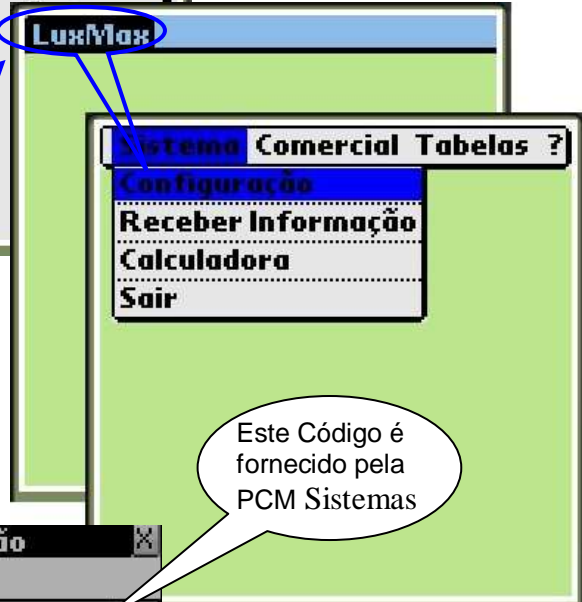 LuxMax
Sistema Comercial Tabelas ?
Configuração
Receber Informação
Calculadora
Sair
Este Código é
fornecido pela
PCM Sistemas
ão X